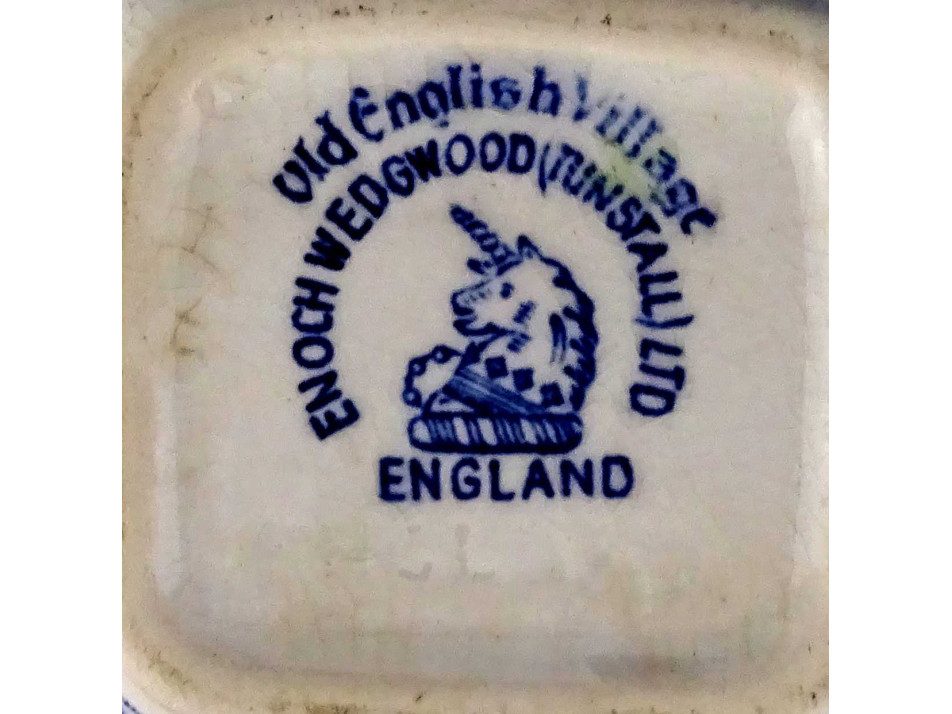 Old English Village
ENOCH WEDGWOOD (TUNSTALL) LTD
ENGLAND